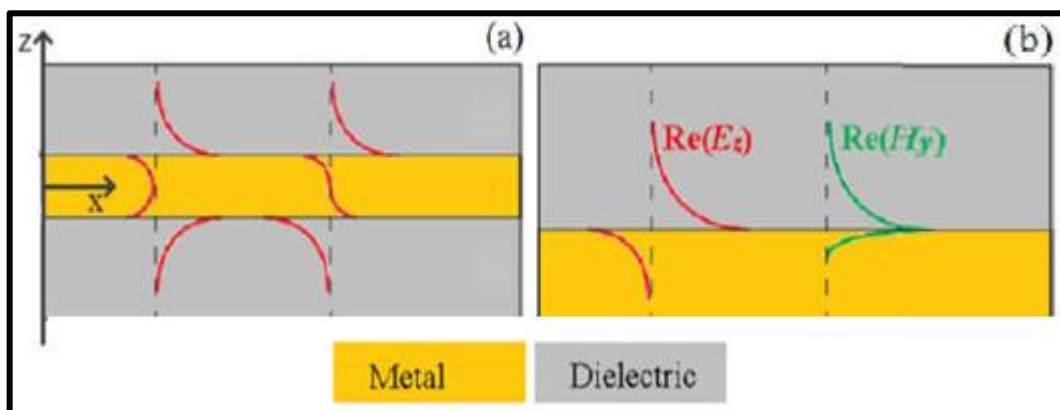 z
(a)
x
(b)
Re(Ez)
Re(Hy)
Metal
Dielectric